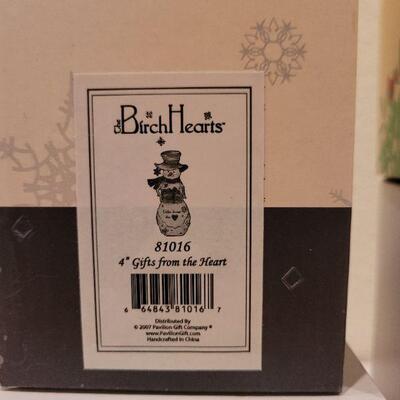 The BirchHearts™
81016
4" Gifts from the Heart
6 64843 81016 7
Distributed By
© 2007 Pavilion Gift Company®
www.PavilionGift.com
Handcrafted in China